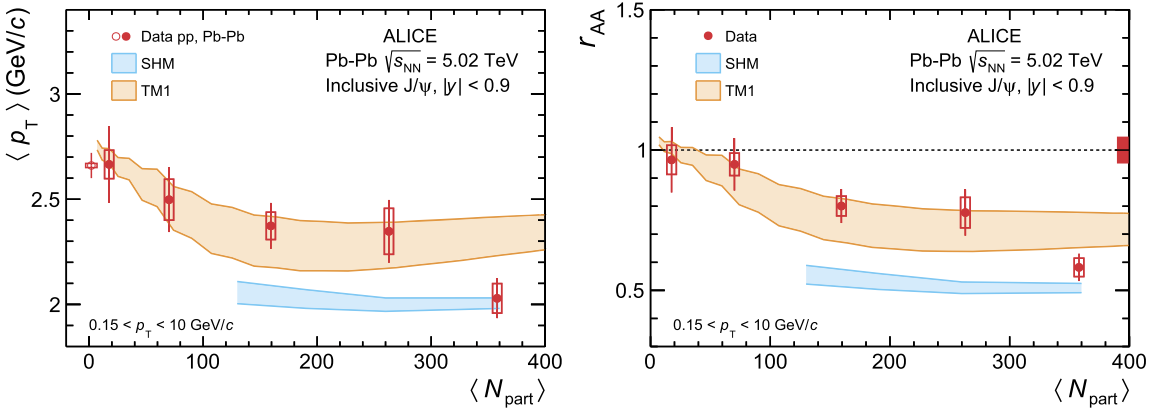 ⟨ p_T ⟩ (GeV/c)
3
2.5
2
Data pp, Pb-Pb
SHM
TM1
ALICE
Pb-Pb √s_NN = 5.02 TeV
Inclusive J/ψ, |y| < 0.9
0.15 < p_T < 10 GeV/c
0 100 200 300 400
⟨ N_part ⟩
r_AA
1.5
1
0.5
Data
SHM
TM1
ALICE
Pb-Pb √s_NN = 5.02 TeV
Inclusive J/ψ, |y| < 0.9
0.15 < p_T < 10 GeV/c
0 100 200 300 400
⟨ N_part ⟩